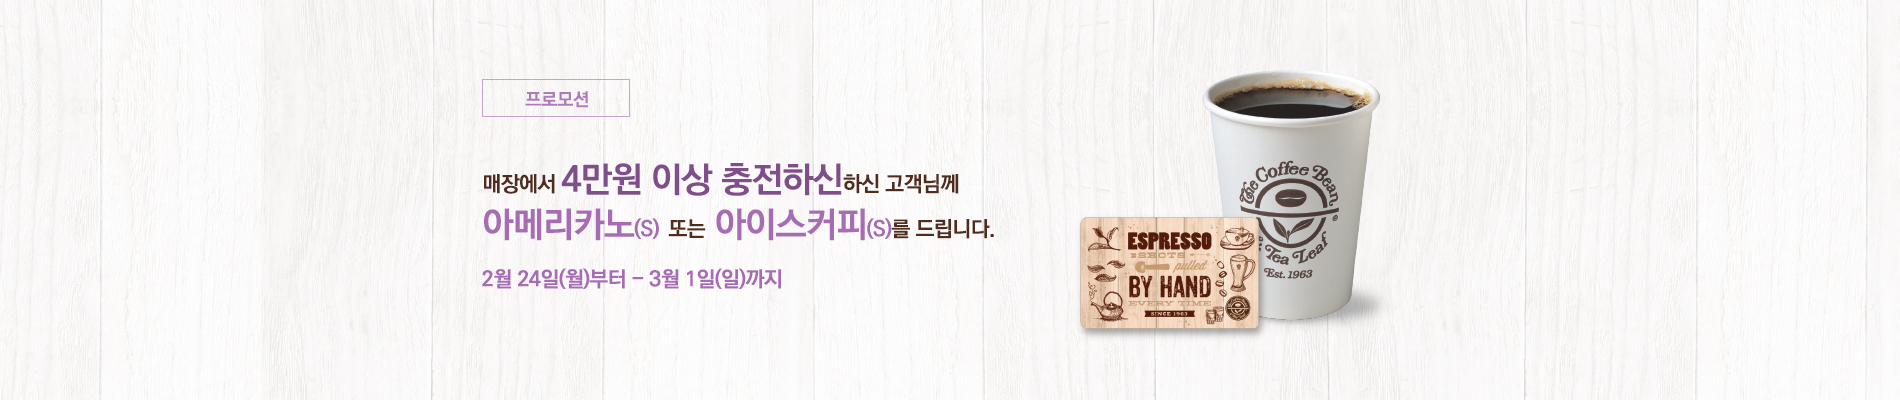 프로모션
매장에서 4만원 이상 충전하신하신 고객님께
아메리카노(S) 또는 아이스커피(S)를 드립니다.
2월 24일(월)부터 – 3월 1일(일)까지
The Coffee Bean
& Tea Leaf
®
Est. 1963
ESPRESSO
SHOTS
pulled
BY HAND
EVERY TIME
SINCE 1963